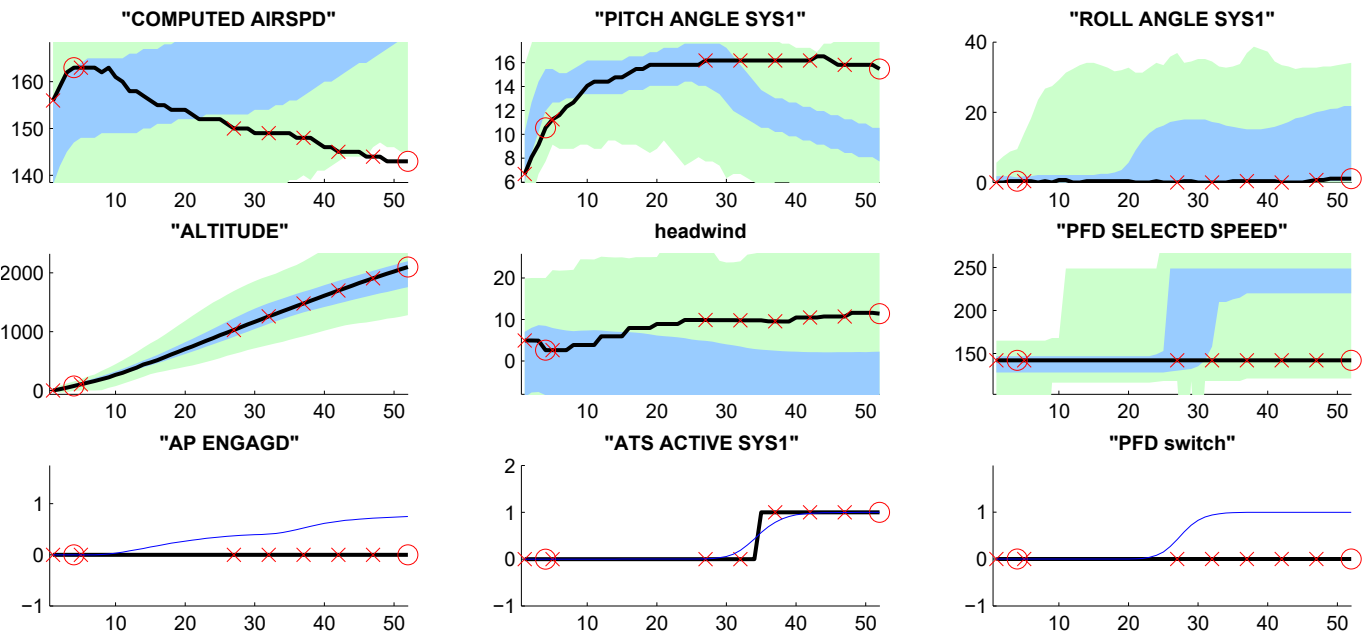 "COMPUTED AIRSPD" "PITCH ANGLE SYS1" "ROLL ANGLE SYS1"
160
150
140
10 20 30 40 50
16
14
12
10
8
6
10 20 30 40 50
40
20
0
10 20 30 40 50
"ALTITUDE" headwind "PFD SELECTD SPEED"
2000
1000
0
10 20 30 40 50
20
10
0
10 20 30 40 50
250
200
150
10 20 30 40 50
"AP ENGAGD" "ATS ACTIVE SYS1" "PFD switch"
1
0
−1
10 20 30 40 50
2
1
0
−1
10 20 30 40 50
1
0
−1
10 20 30 40 50